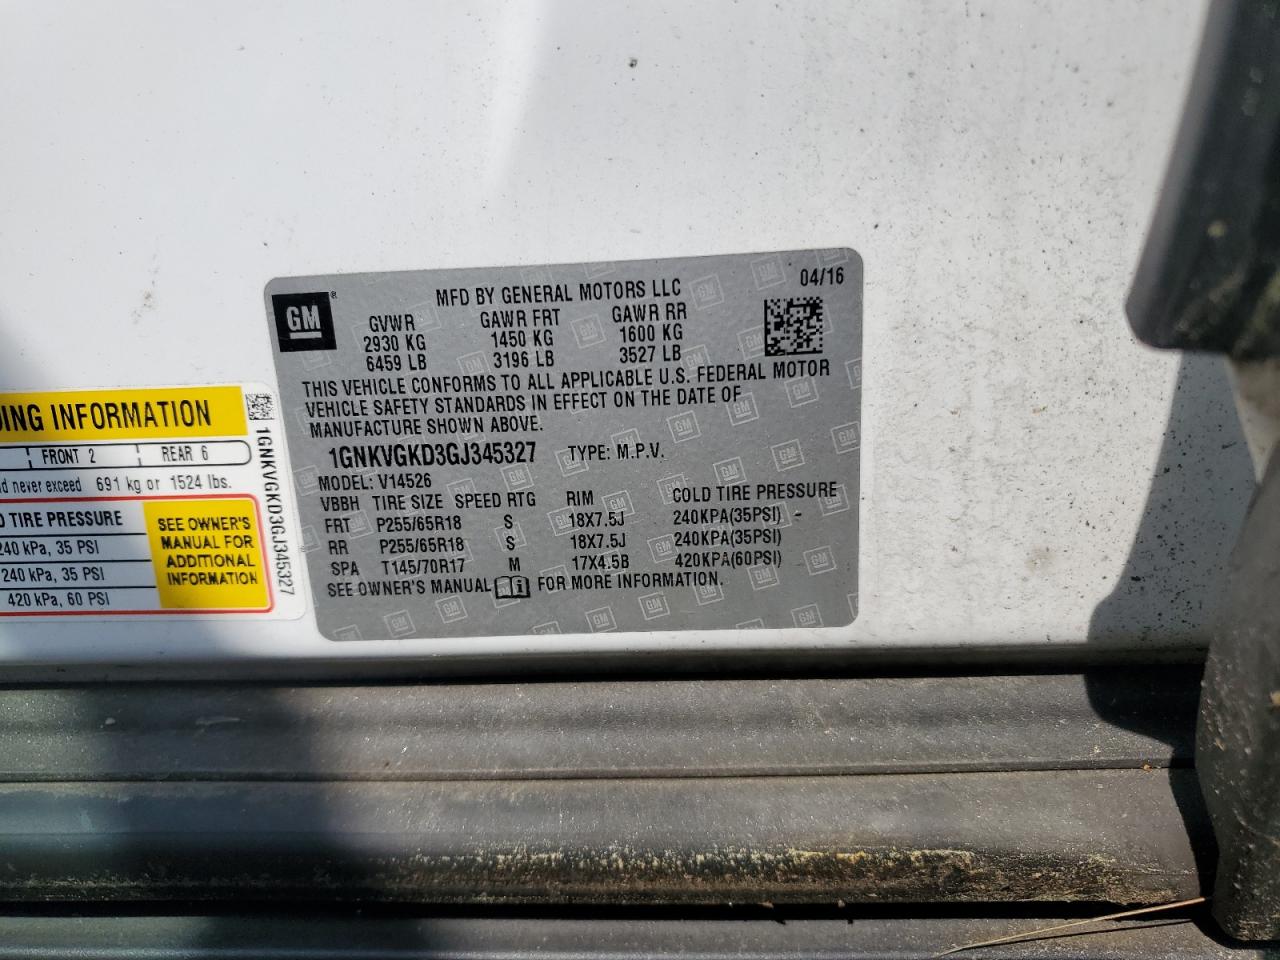 GM
MFD BY GENERAL MOTORS LLC
04/16
GVWR GAWR FRT GAWR RR
2930 KG 1450 KG 1600 KG
6459 LB 3196 LB 3527 LB
THIS VEHICLE CONFORMS TO ALL APPLICABLE U.S. FEDERAL MOTOR
VEHICLE SAFETY STANDARDS IN EFFECT ON THE DATE OF
MANUFACTURE SHOWN ABOVE.
1GNKVGKD3GJ345327 TYPE: M.P.V.
MODEL: V14526
VBBH TIRE SIZE SPEED RTG RIM COLD TIRE PRESSURE
FRT P255/65R18 S 18X7.5J 240KPA(35PSI)
RR P255/65R18 S 18X7.5J 240KPA(35PSI)
SPA T145/70R17 M 17X4.5B 420KPA(60PSI)
SEE OWNER'S MANUAL FOR MORE INFORMATION.
ING INFORMATION
FRONT 2 REAR 6
never exceed 691 kg or 1524 lbs.
TIRE PRESSURE
240 kPa, 35 PSI
240 kPa, 35 PSI
420 kPa, 60 PSI
SEE OWNER'S
MANUAL FOR
ADDITIONAL
INFORMATION
1GNKVGKD3GJ345327